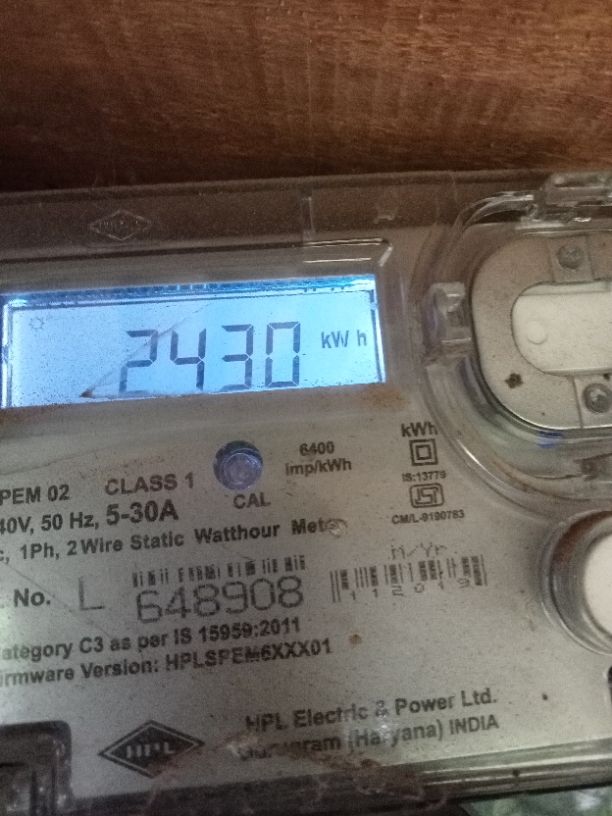 2430 kWh
6400
imp/kWh
kWh
PEM 02 CLASS 1
CAL
IS:13779
CM/L-9190783
40V, 50 Hz, 5-30A
c, 1Ph, 2 Wire Static Watthour Meter
M/Yr
No. L 648908
112019
ategory C3 as per IS 15959:2011
irmware Version: HPLSPEM6XXX01
HPL Electric & Power Ltd.
Gurugram (Haryana) INDIA
HPL